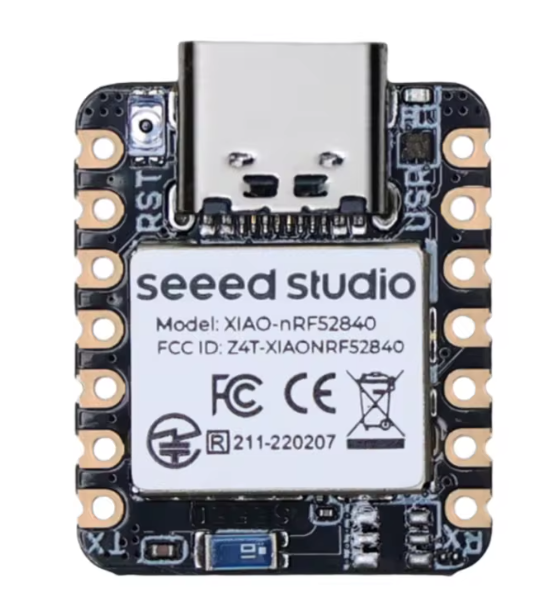 RST
USR
seeed studio
Model: XIAO-nRF52840
FCC ID: Z4T-XIAONRF52840
FC CE
R 211-220207
TX
RX